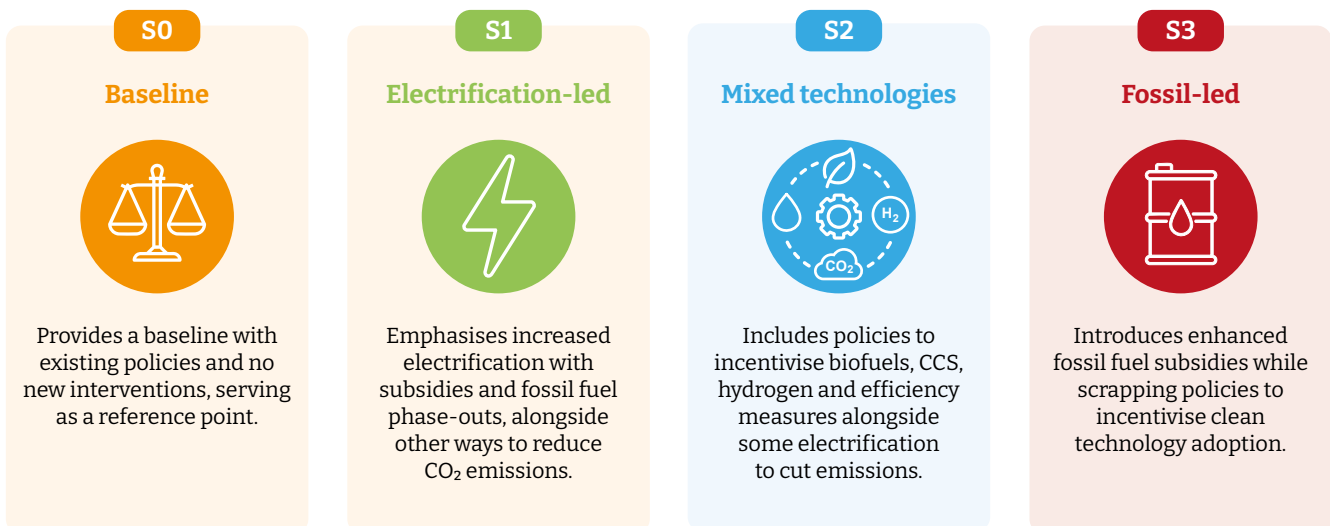 S0
Baseline
Provides a baseline with
existing policies and no
new interventions, serving
as a reference point.
S1
Electrification-led
Emphasises increased
electrification with
subsidies and fossil fuel
phase-outs, alongside
other ways to reduce
CO₂ emissions.
S2
Mixed technologies
H₂
CO₂
Includes policies to
incentivise biofuels, CCS,
hydrogen and efficiency
measures alongside
some electrification
to cut emissions.
S3
Fossil-led
Introduces enhanced
fossil fuel subsidies while
scrapping policies to
incentivise clean
technology adoption.